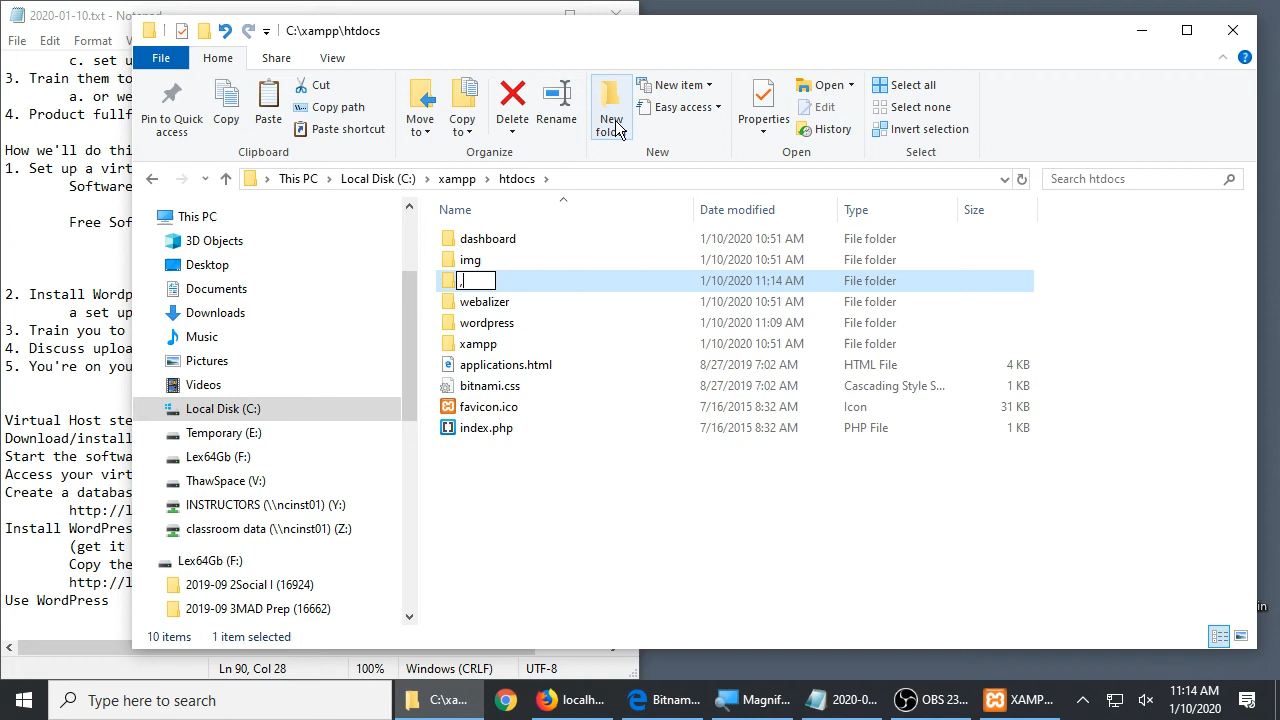 2020-01-10.txt - Notepad
File Edit Format
c. set u
3. Train them to
a. or we
4. Product fullf
How we'll do thi
1. Set up a virt
Software
Free Sof
2. Install Wordp
a set up
3. Train you to
4. Discuss uploa
5. You're on you
Virtual Host ste
Download/instal
Start the softwa
Access your virt
Create a databas
http://l
Install WordPres
(get it
Copy the
http://l
Use WordPress
Ln 90, Col 28 100% Windows (CRLF) UTF-8
C:\xampp\htdocs
File Home Share View
Pin to Quick access
Copy
Paste
Cut
Copy path
Paste shortcut
Clipboard
Move to
Copy to
Delete
Rename
Organize
New folder
New item
Easy access
New
Properties
Open
Edit
History
Open
Select all
Select none
Invert selection
Select
This PC Local Disk (C:) xampp htdocs
Search htdocs
This PC
3D Objects
Desktop
Documents
Downloads
Music
Pictures
Videos
Local Disk (C:)
Temporary (E:)
Lex64Gb (F:)
ThawSpace (V:)
INSTRUCTORS (\\ncinst01) (Y:)
classroom data (\\ncinst01) (Z:)
Lex64Gb (F:)
2019-09 2Social I (16924)
2019-09 3MAD Prep (16662)
Name Date modified Type Size
dashboard 1/10/2020 10:51 AM File folder
img 1/10/2020 10:51 AM File folder
, 1/10/2020 11:14 AM File folder
webalizer 1/10/2020 10:51 AM File folder
wordpress 1/10/2020 11:09 AM File folder
xampp 1/10/2020 10:51 AM File folder
applications.html 8/27/2019 7:02 AM HTML File 4 KB
bitnami.css 8/27/2019 7:02 AM Cascading Style S... 1 KB
favicon.ico 7/16/2015 8:32 AM Icon 31 KB
index.php 7/16/2015 8:32 AM PHP File 1 KB
10 items 1 item selected
in
Type here to search
C:\xa...
localh...
Bitnam...
Magnif...
2020-0...
OBS 23...
XAMP...
11:14 AM
1/10/2020